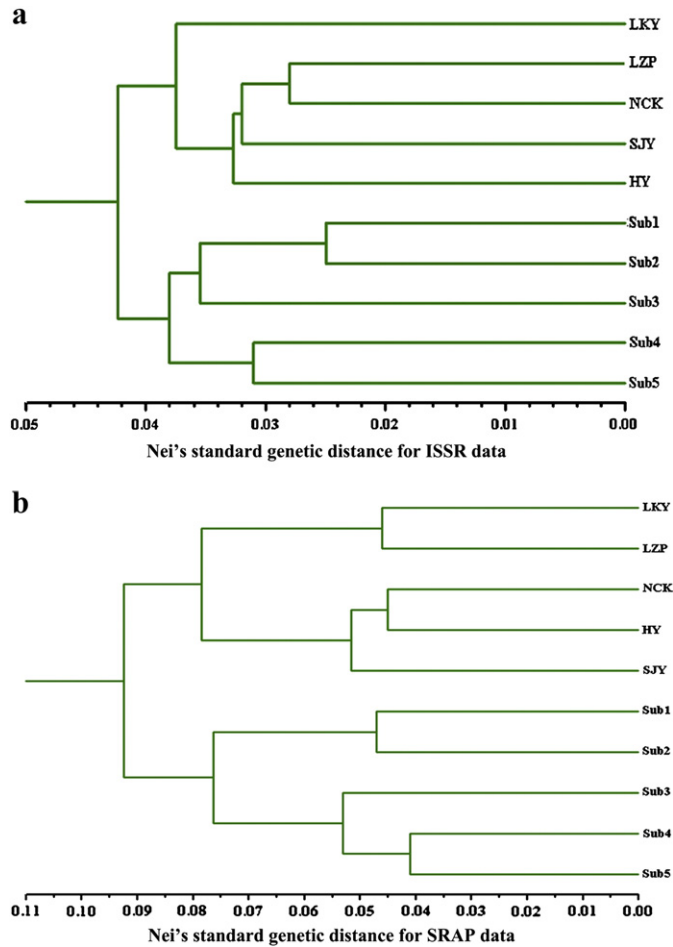 a
LKY
LZP
NCK
SJY
HY
Sub1
Sub2
Sub3
Sub4
Sub5
0.05 0.04 0.03 0.02 0.01 0.00
Nei's standard genetic distance for ISSR data
b
LKY
LZP
NCK
HY
SJY
Sub1
Sub2
Sub3
Sub4
Sub5
0.11 0.10 0.09 0.08 0.07 0.06 0.05 0.04 0.03 0.02 0.01 0.00
Nei's standard genetic distance for SRAP data